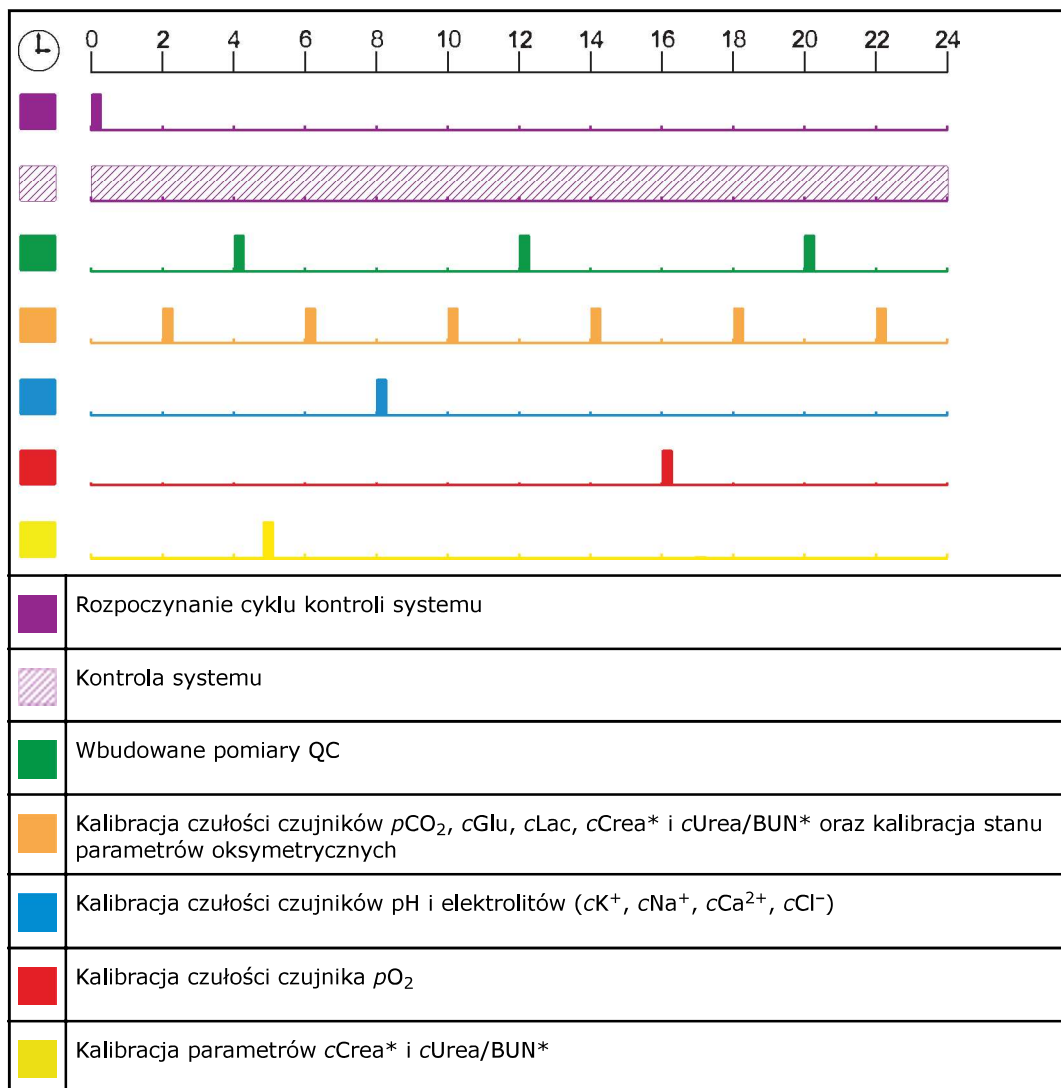 0 2 4 6 8 10 12 14 16 18 20 22 24
Rozpoczynanie cyklu kontroli systemu
Kontrola systemu
Wbudowane pomiary QC
Kalibracja czułości czujników pCO₂, cGlu, cLac, cCrea* i cUrea/BUN* oraz kalibracja stanu
parametrów oksymetrycznych
Kalibracja czułości czujników pH i elektrolitów (cK⁺, cNa⁺, cCa²⁺, cCl⁻)
Kalibracja czułości czujnika pO₂
Kalibracja parametrów cCrea* i cUrea/BUN*